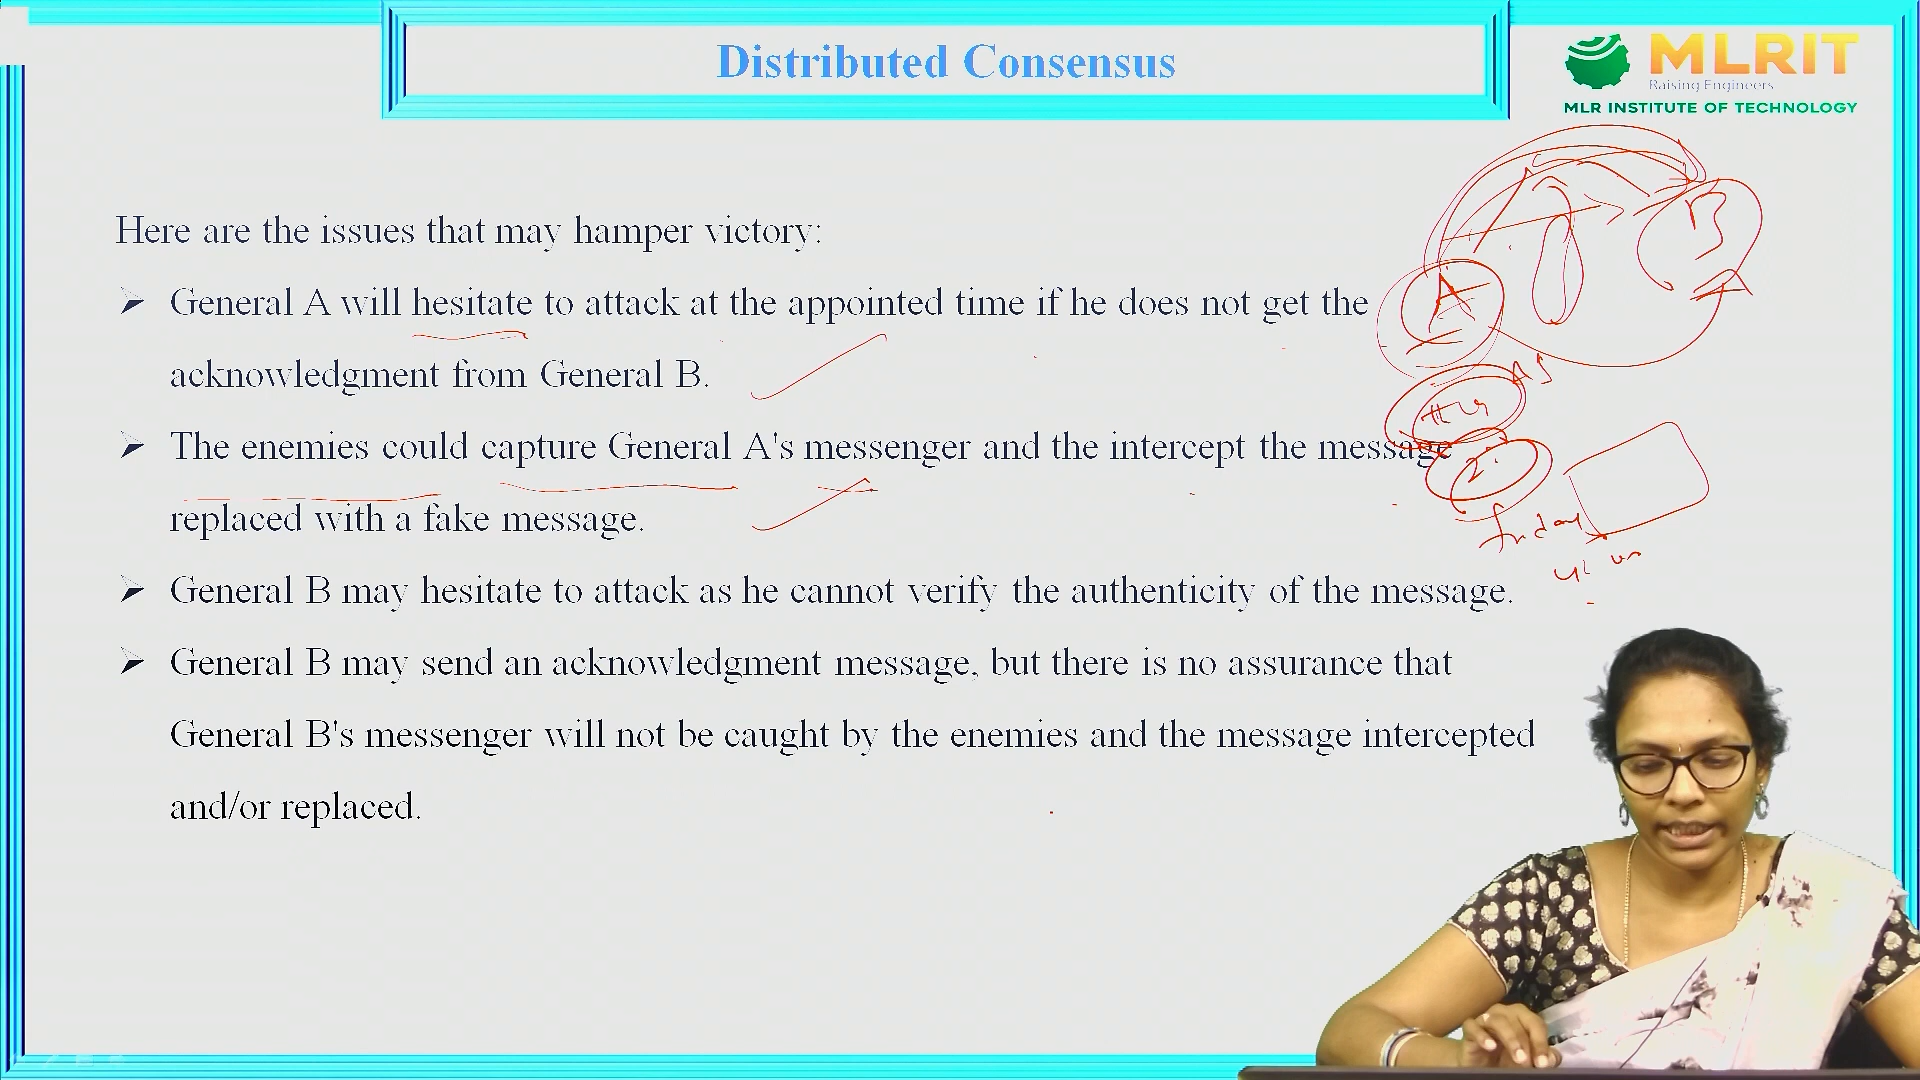 Distributed Consensus
MLRIT
Raising Engineers
MLR INSTITUTE OF TECHNOLOGY
Here are the issues that may hamper victory:
General A will hesitate to attack at the appointed time if he does not get the
acknowledgment from General B.
The enemies could capture General A's messenger and the intercept the message
replaced with a fake message.
General B may hesitate to attack as he cannot verify the authenticity of the message.
General B may send an acknowledgment message, but there is no assurance that
General B's messenger will not be caught by the enemies and the message intercepted
and/or replaced.
A
B
friday